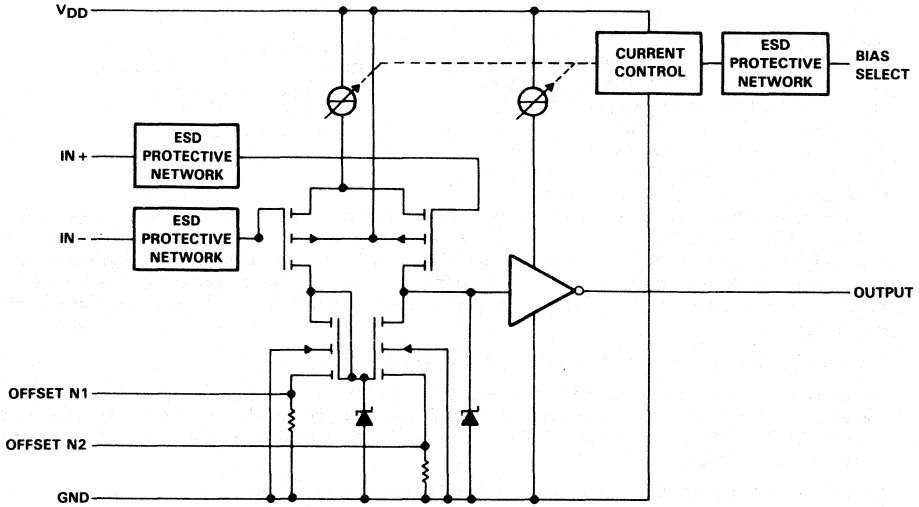 VDD
CURRENT
CONTROL
ESD
PROTECTIVE
NETWORK
BIAS
SELECT
IN +
ESD
PROTECTIVE
NETWORK
IN –
ESD
PROTECTIVE
NETWORK
OUTPUT
OFFSET N1
OFFSET N2
GND